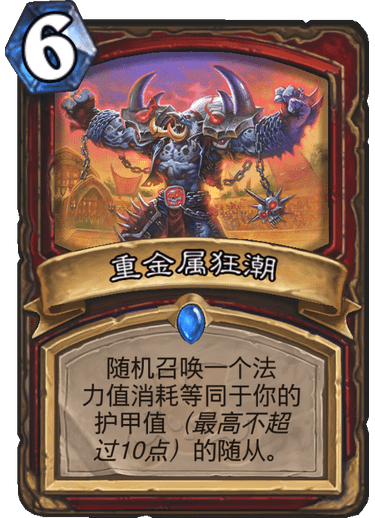 6
重金属狂潮
随机召唤一个法
力值消耗等同于你的
护甲值（最高不超
过10点）的随从。